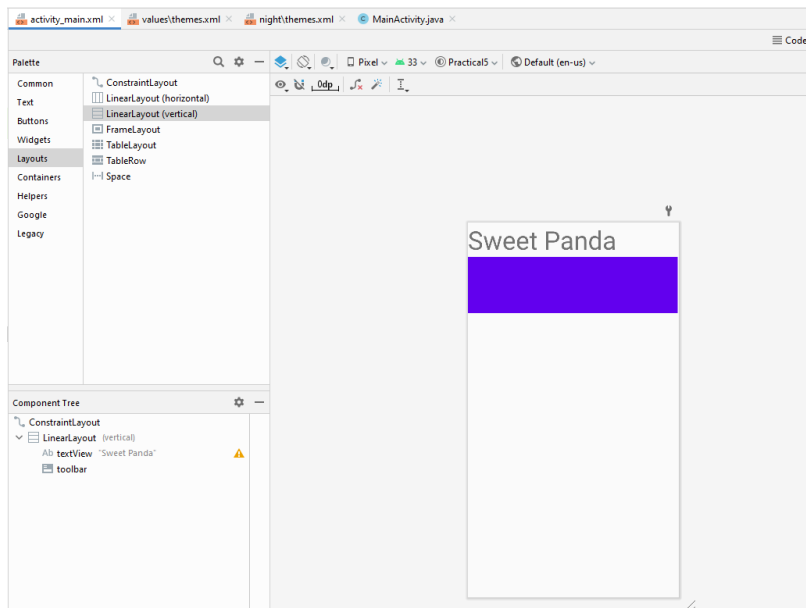 activity_main.xml values\themes.xml night\themes.xml MainActivity.java
Code
Palette
Pixel 33 Practical5 Default (en-us)
0dp
Common
Text
Buttons
Widgets
Layouts
Containers
Helpers
Google
Legacy
ConstraintLayout
LinearLayout (horizontal)
LinearLayout (vertical)
FrameLayout
TableLayout
TableRow
Space
Sweet Panda
Component Tree
ConstraintLayout
LinearLayout (vertical)
Ab textView "Sweet Panda"
toolbar